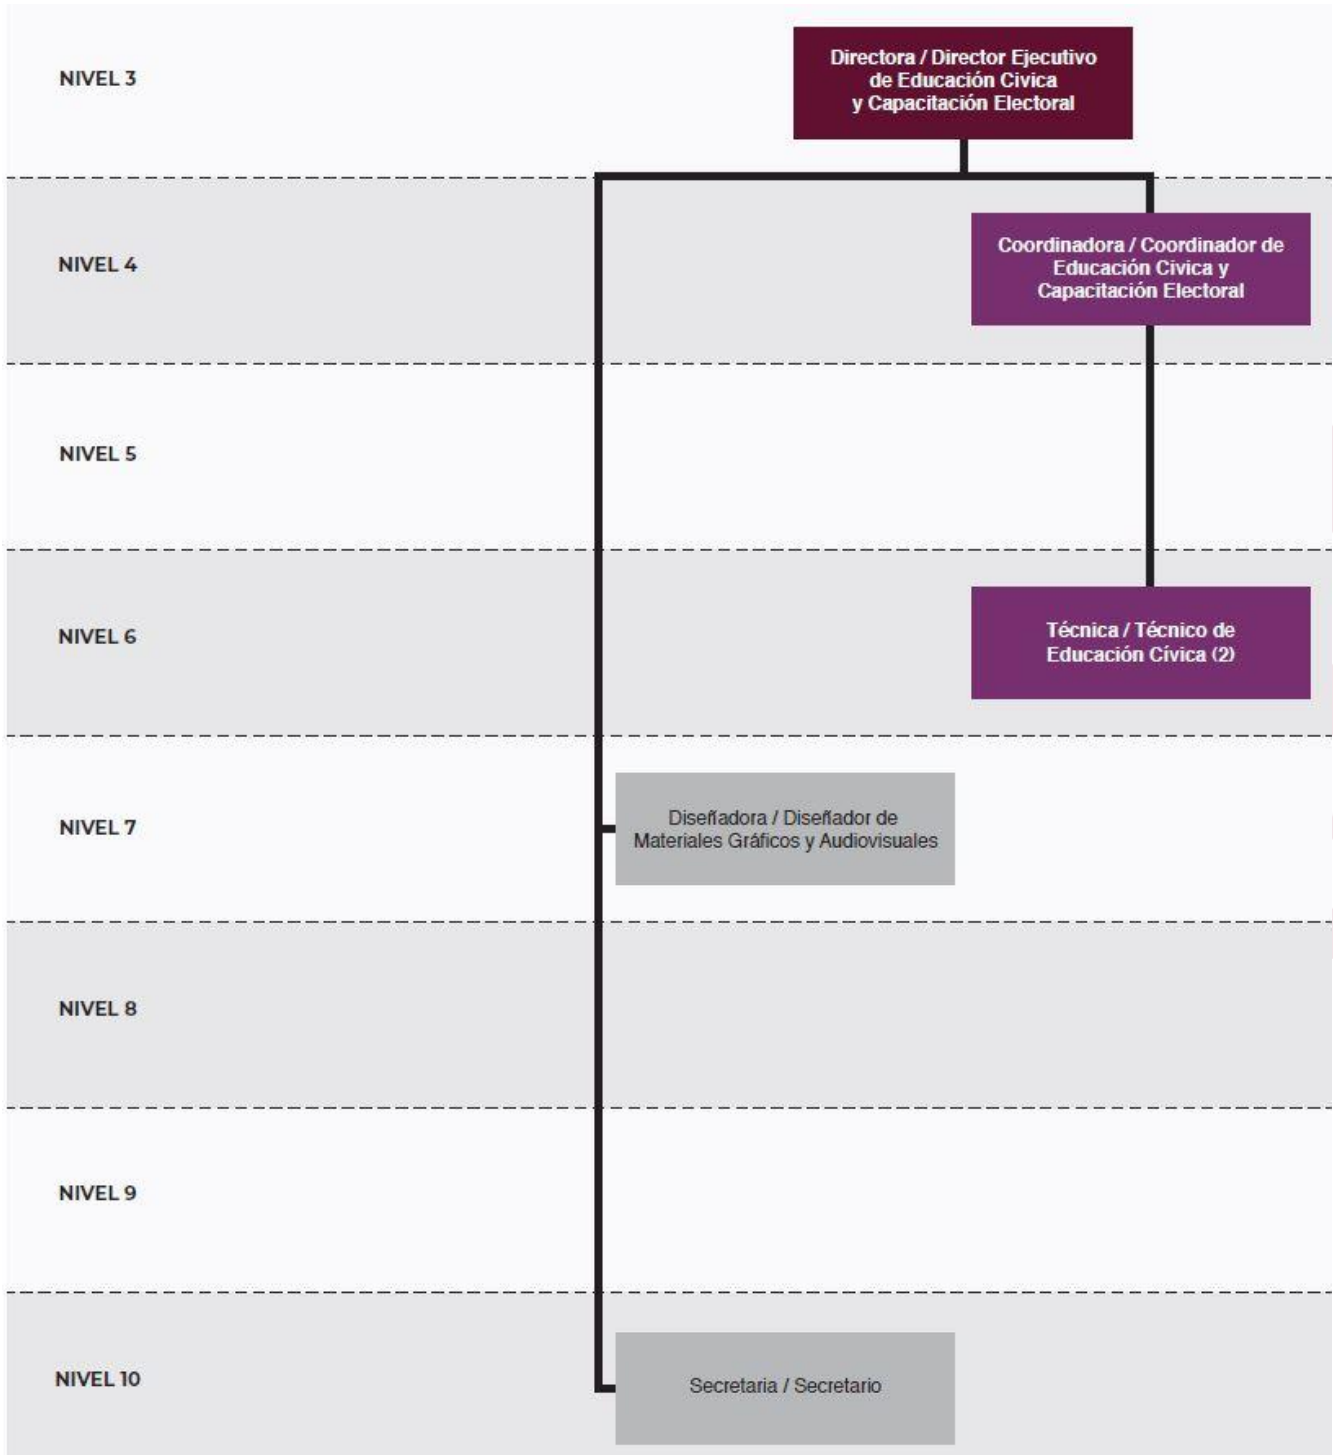 NIVEL 3
Directora / Director Ejecutivo
de Educación Civica
y Capacitación Electoral
NIVEL 4
Coordinadora / Coordinador de
Educación Civica y
Capacitación Electoral
NIVEL 5
NIVEL 6
Técnica / Técnico de
Educación Cívica (2)
NIVEL 7
Diseñadora / Diseñador de
Materiales Gráficos y Audiovisuales
NIVEL 8
NIVEL 9
NIVEL 10
Secretaria / Secretario